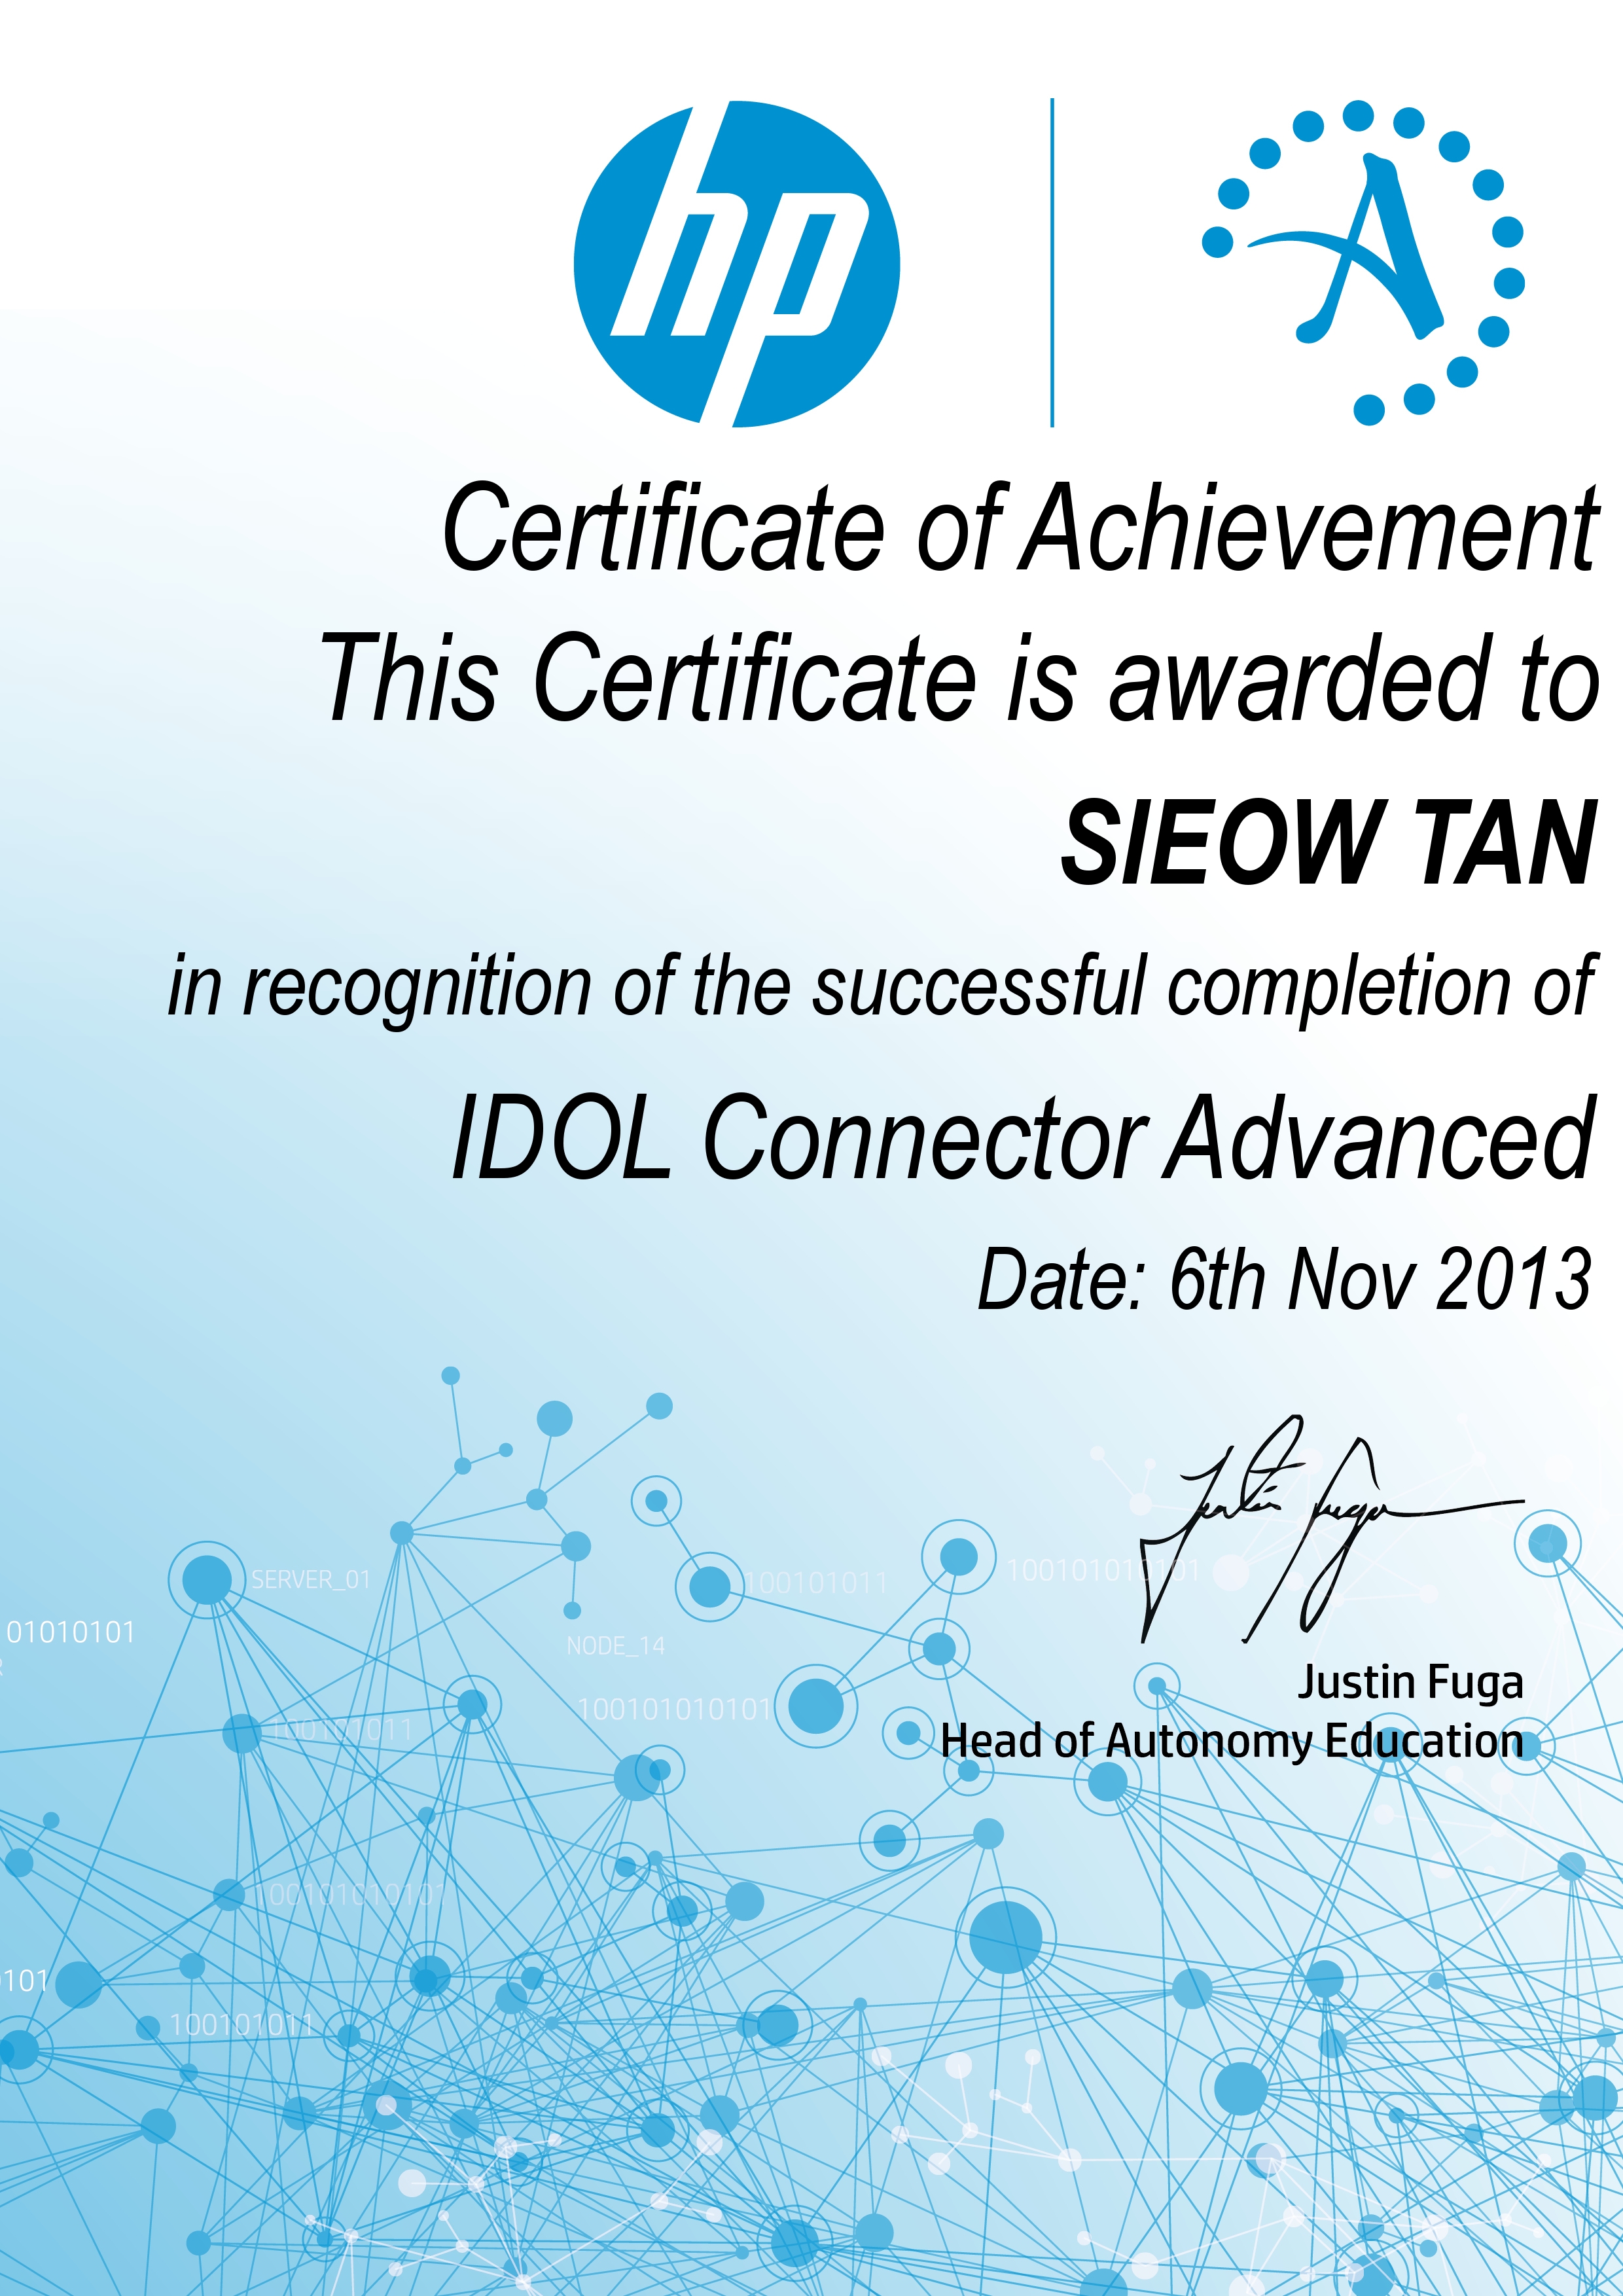 hp
A
Certificate of Achievement
This Certificate is awarded to
SIEOW TAN
in recognition of the successful completion of
IDOL Connector Advanced
Date: 6th Nov 2013
Justin Fuga
SERVER_01
100101011
100101010101
01010101
NODE_14
Justin Fuga
100101010101
100101011
Head of Autonomy Education
100101010101
101
100101011